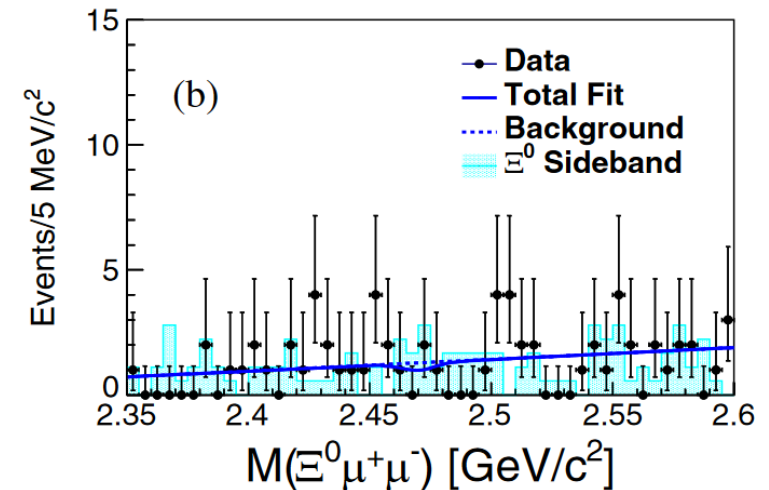 Events/5 MeV/c²
15
10
5
0
(b)
Data
Total Fit
Background
Ξ⁰ Sideband
2.35 2.4 2.45 2.5 2.55 2.6
M(Ξ⁰μ⁺μ⁻) [GeV/c²]